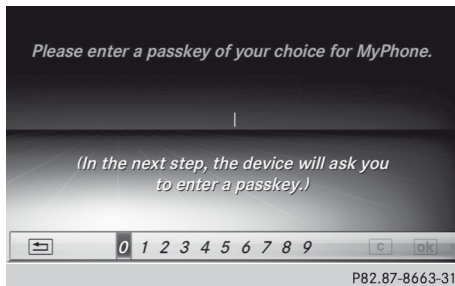 Please enter a passkey of your choice for MyPhone.
(In the next step, the device will ask you
to enter a passkey.)
0 1 2 3 4 5 6 7 8 9 c ok
P82.87-8663-31